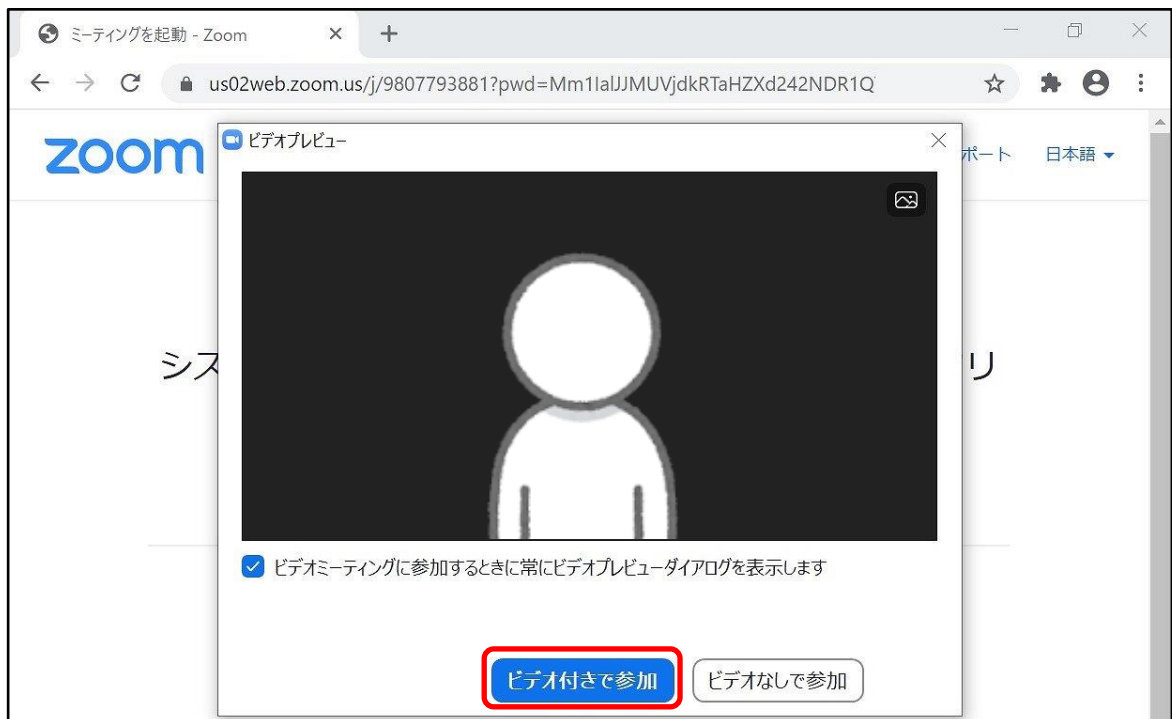 ミーティングを起動 - Zoom
us02web.zoom.us/j/9807793881?pwd=Mm1IalJJMUVjdkRTaHZXd242NDR1Q
zoom
ビデオプレビュー
ポート
日本語
シス
リ
ビデオミーティングに参加するときに常にビデオプレビューダイアログを表示します
ビデオ付きで参加
ビデオなしで参加